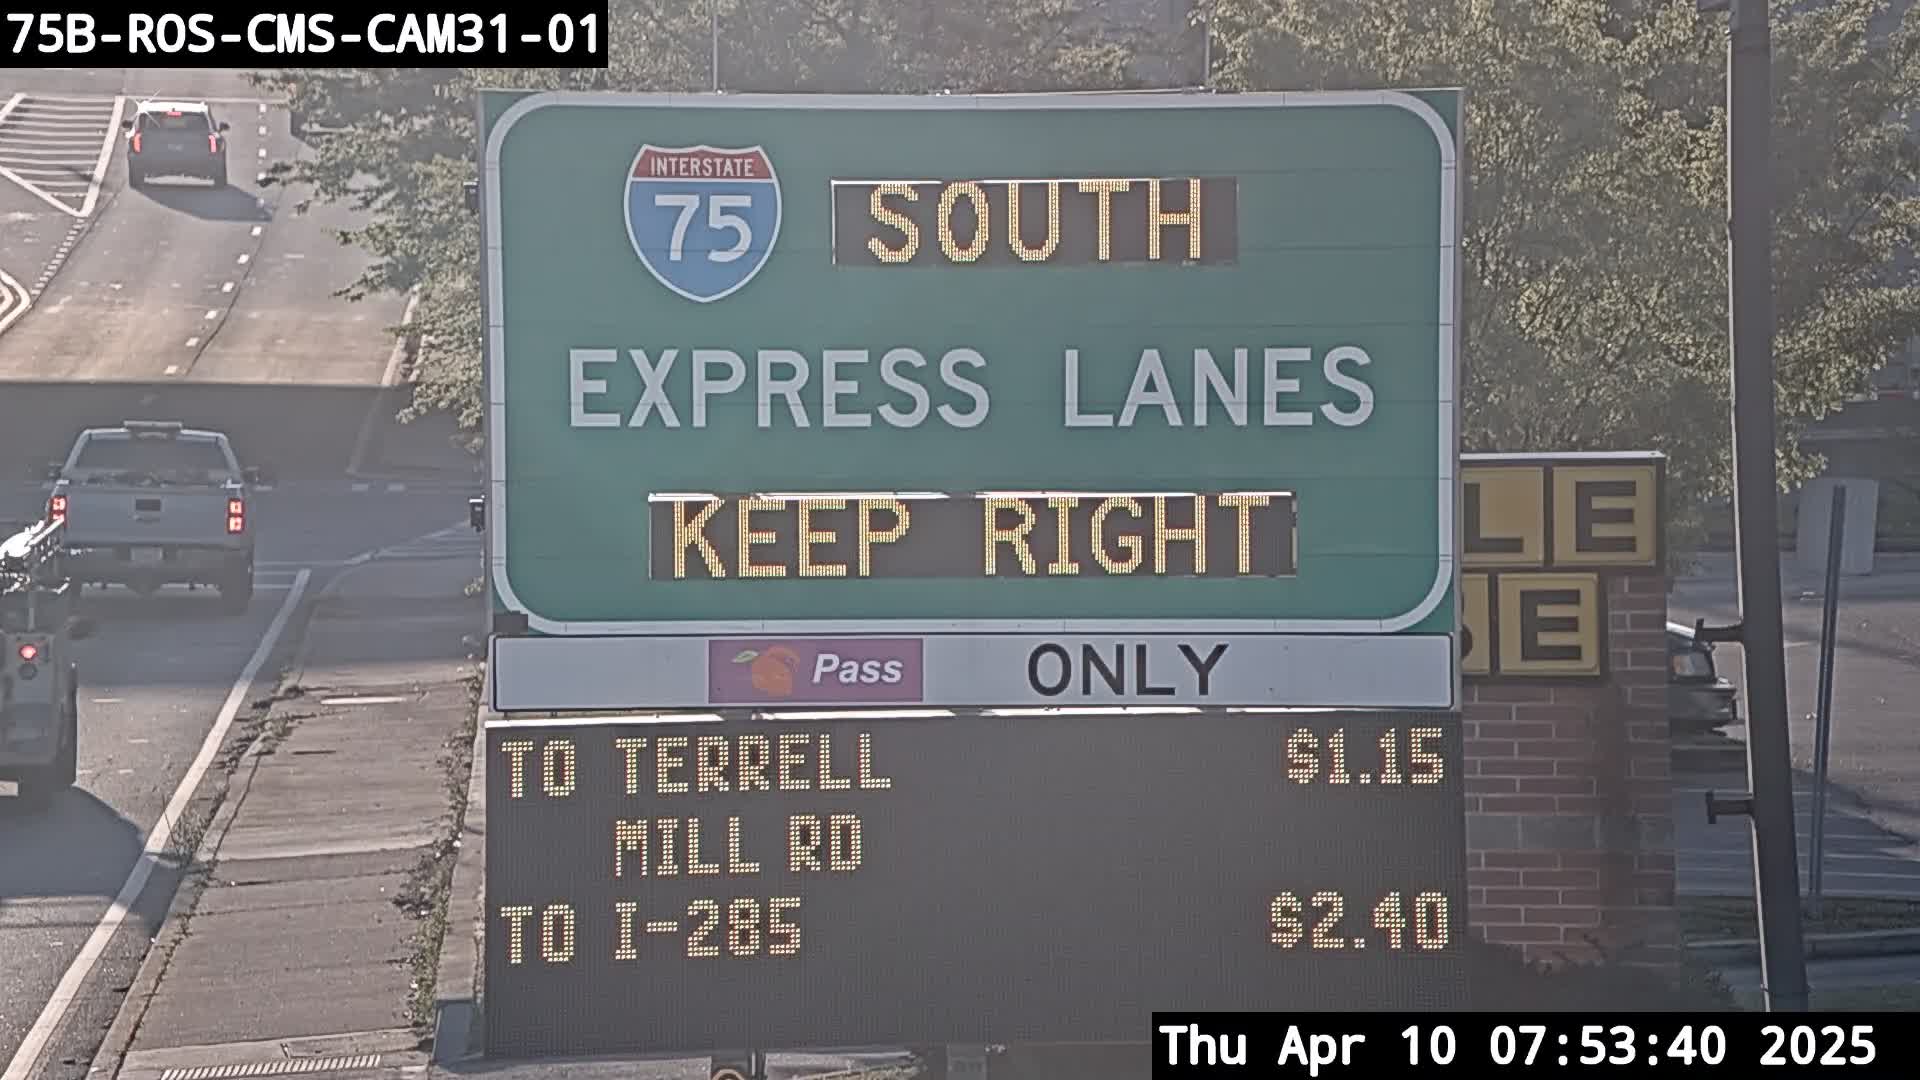 75B-ROS-CMS-CAM31-01
INTERSTATE
75
SOUTH
EXPRESS LANES
KEEP RIGHT
Pass ONLY
TO TERRELL $1.15
MILL RD
TO I-285 $2.40
LE
E
Thu Apr 10 07:53:40 2025